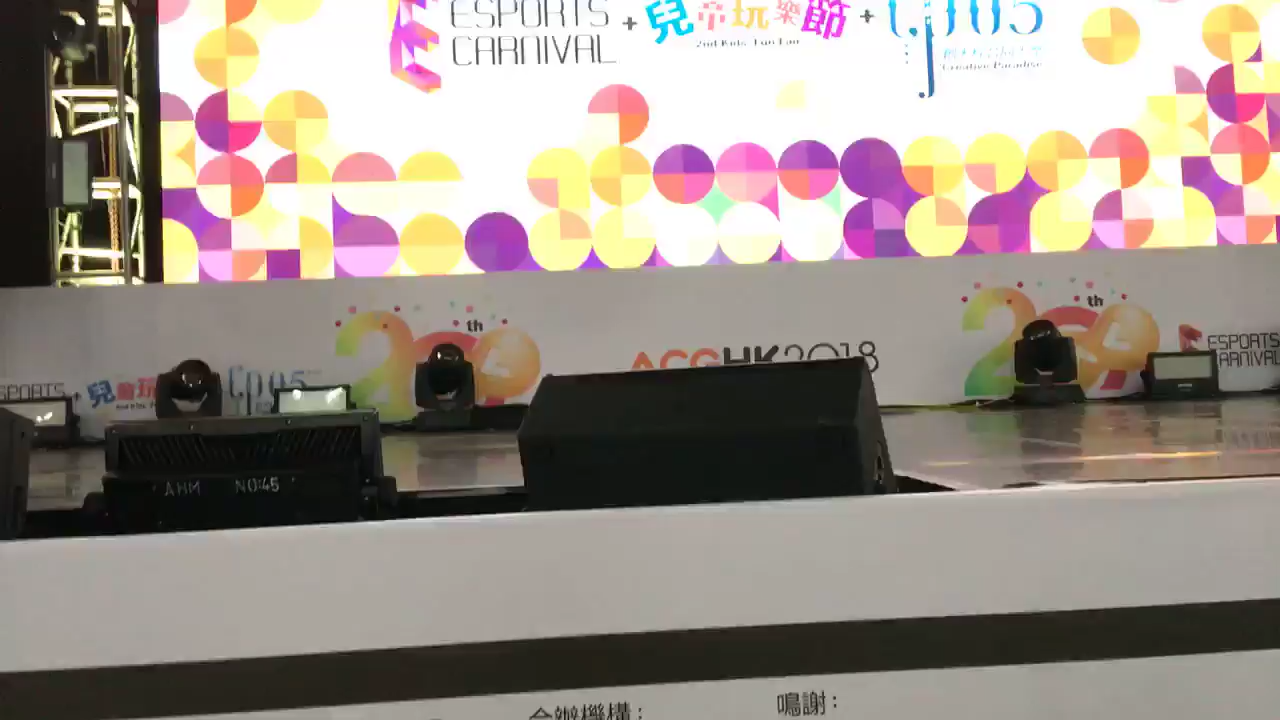 ESPORTS
CARNIVAL
+
兒童玩樂節
2nd Kids' Fun Fair
+
Creative Paradise
20th
ACGHK2018
20th
ESPORTS
CARNIVAL
ESPORTS
+
兒童玩
AHM NO:45
合辦機構:
鳴謝: